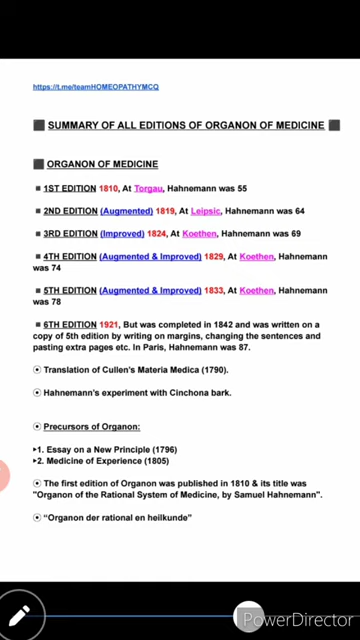 https://t.me/teamHOMEOPATHYMCQ
SUMMARY OF ALL EDITIONS OF ORGANON OF MEDICINE
ORGANON OF MEDICINE
1ST EDITION 1810, At Torgau, Hahnemann was 55
2ND EDITION (Augmented) 1819, At Leipsic, Hahnemann was 64
3RD EDITION (Improved) 1824, At Koethen, Hahnemann was 69
4TH EDITION (Augmented & Improved) 1829, At Koethen, Hahnemann
was 74
5TH EDITION (Augmented & Improved) 1833, At Koethen, Hahnemann
was 78
6TH EDITION 1921, But was completed in 1842 and was written on a
copy of 5th edition by writing on margins, changing the sentences and
pasting extra pages etc. In Paris, Hahnemann was 87.
Translation of Cullen's Materia Medica (1790).
Hahnemann's experiment with Cinchona bark.
Precursors of Organon:
1. Essay on a New Principle (1796)
2. Medicine of Experience (1805)
The first edition of Organon was published in 1810 & its title was
"Organon of the Rational System of Medicine, by Samuel Hahnemann".
"Organon der rational en heilkunde"
PowerDirector